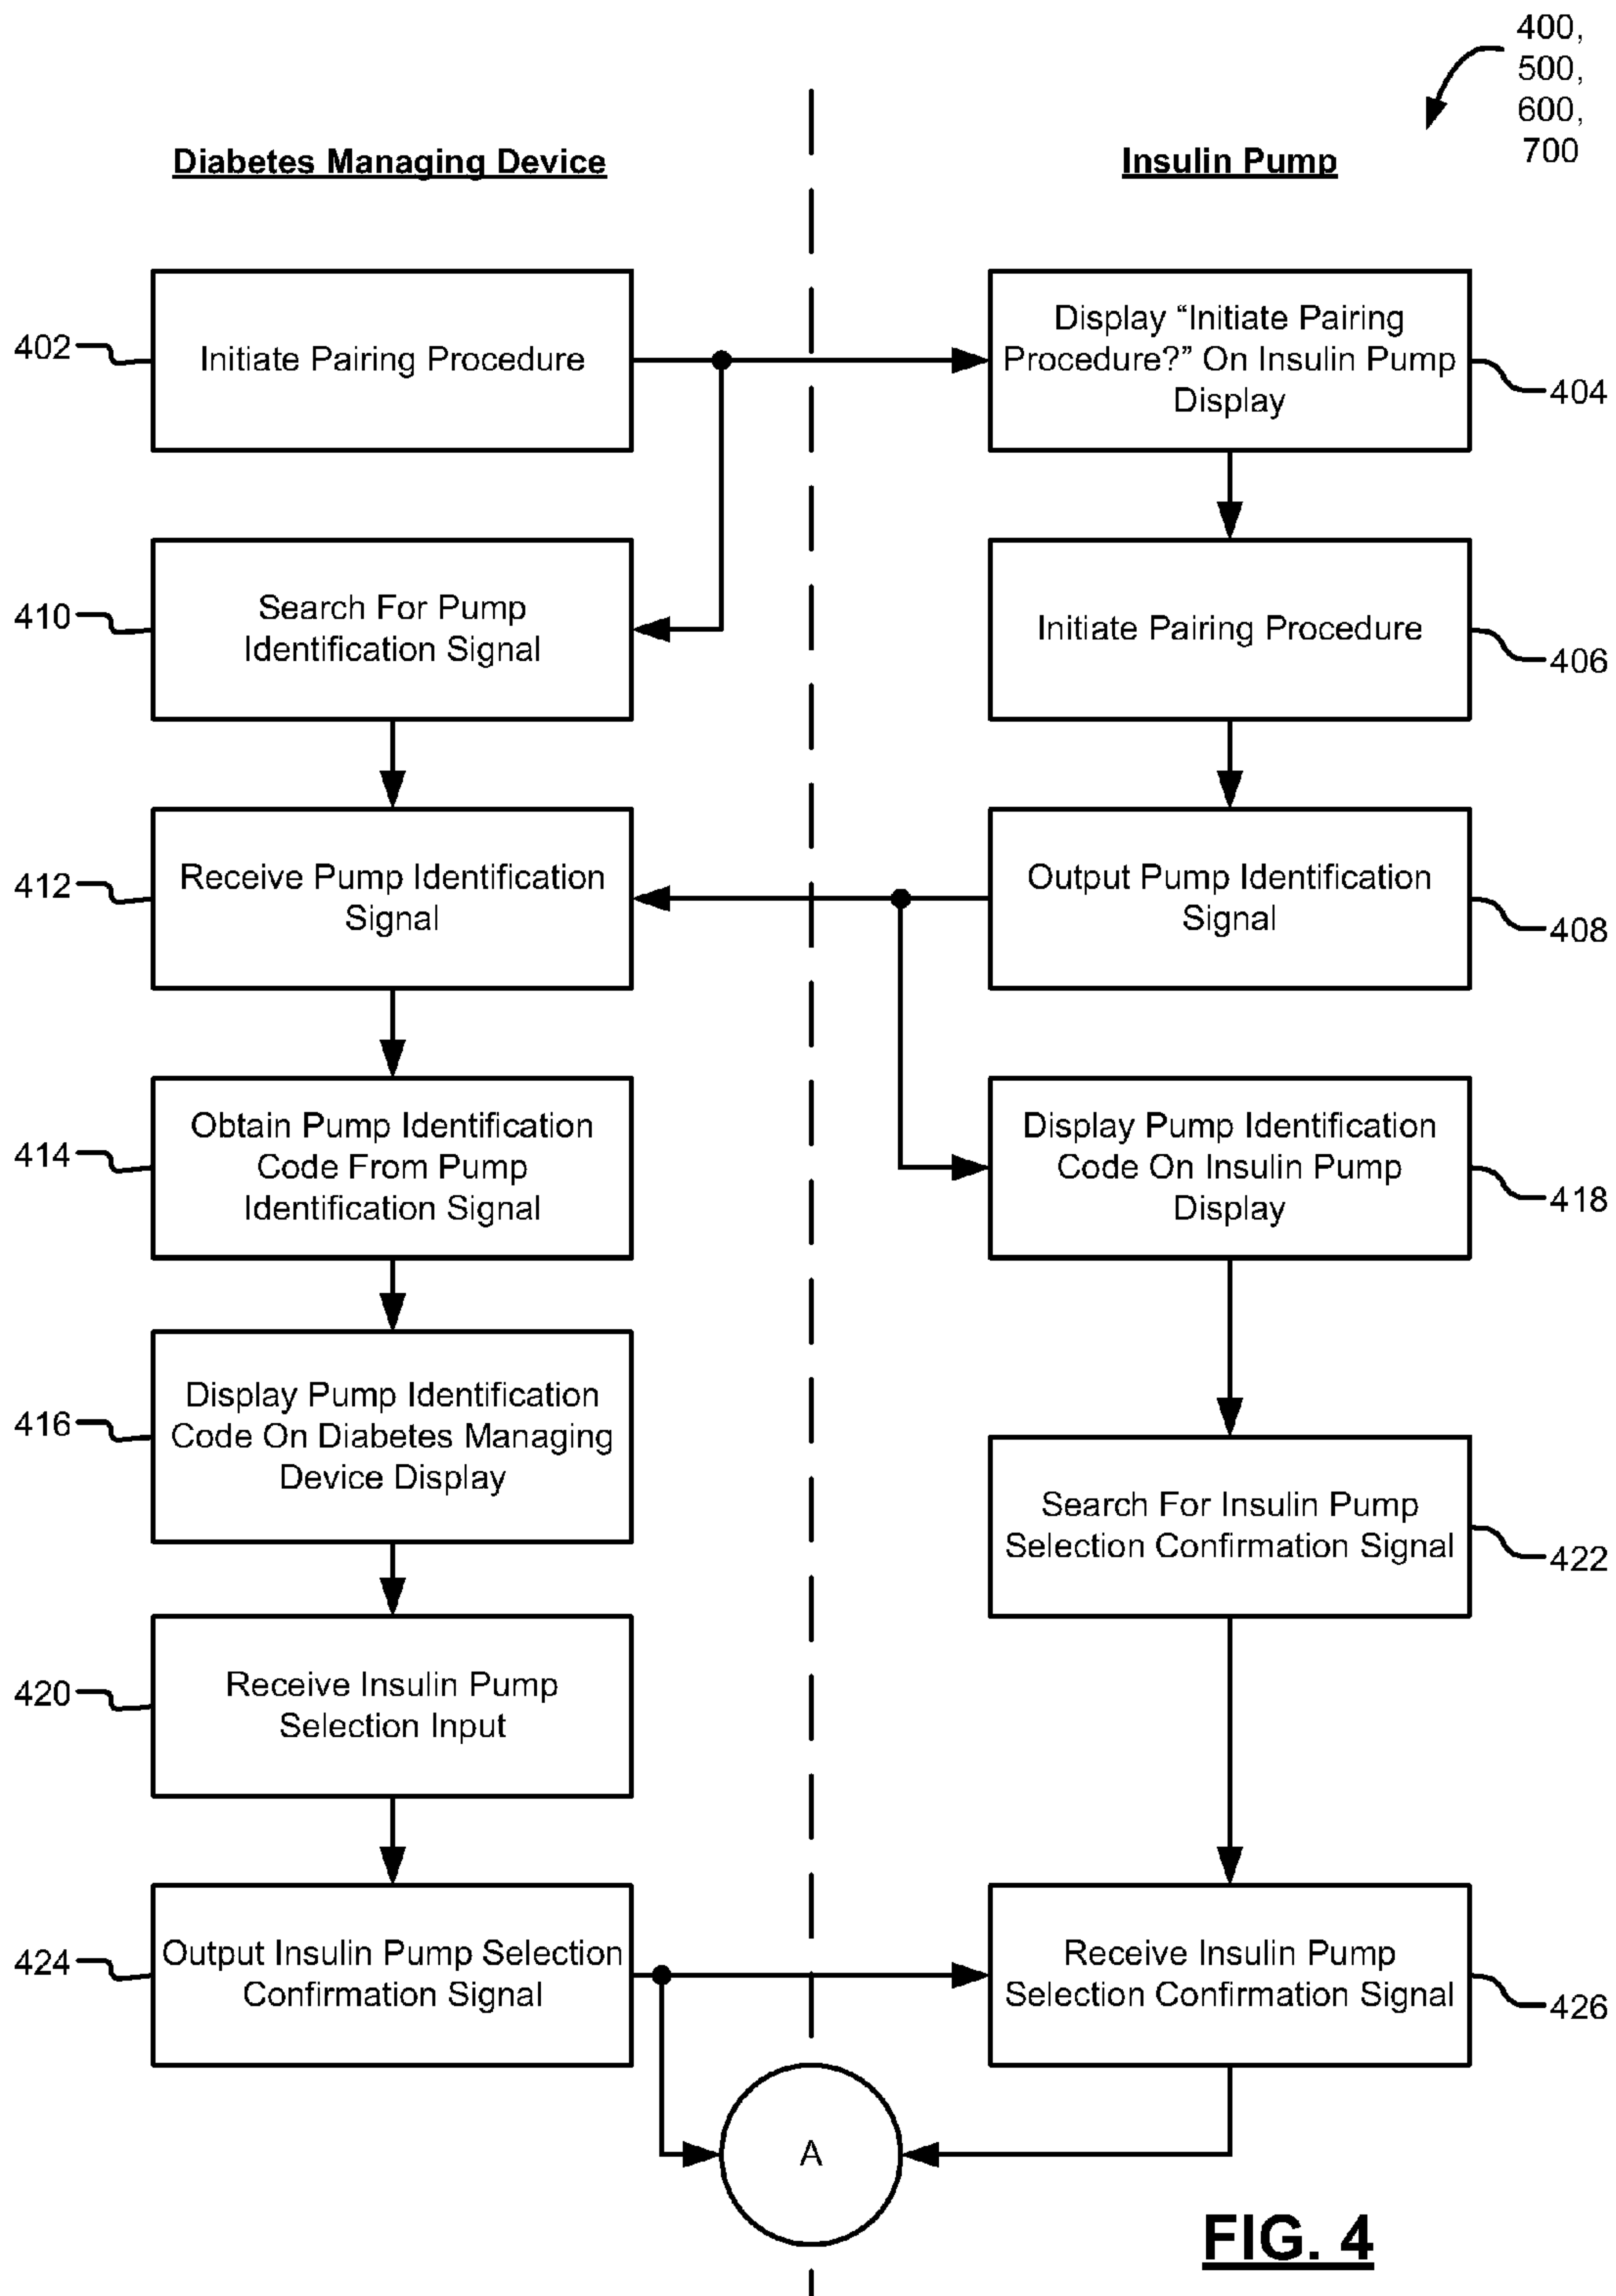 400,
500,
600,
700
Diabetes Managing Device
Insulin Pump
402
Initiate Pairing Procedure
Display “Initiate Pairing
Procedure?” On Insulin Pump
Display
404
410
Search For Pump
Identification Signal
Initiate Pairing Procedure
406
412
Receive Pump Identification
Signal
Output Pump Identification
Signal
408
414
Obtain Pump Identification
Code From Pump
Identification Signal
Display Pump Identification
Code On Insulin Pump
Display
418
416
Display Pump Identification
Code On Diabetes Managing
Device Display
Search For Insulin Pump
Selection Confirmation Signal
422
420
Receive Insulin Pump
Selection Input
424
Output Insulin Pump Selection
Confirmation Signal
Receive Insulin Pump
Selection Confirmation Signal
426
A
FIG. 4